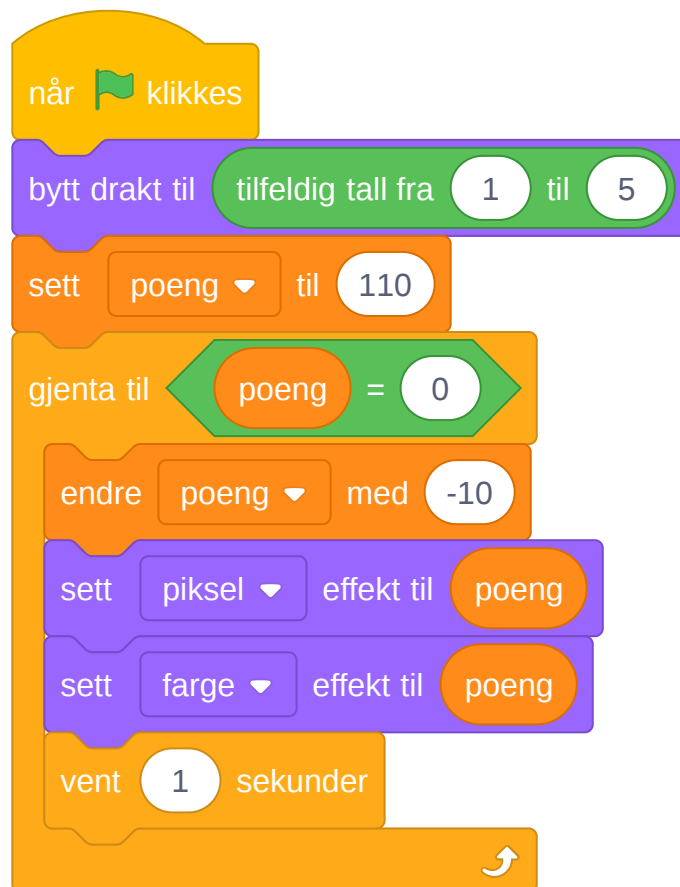 når klikkes
bytt drakt til tilfeldig tall fra 1 til 5
sett poeng til 110
gjenta til poeng = 0
endre poeng med -10
sett piksel effekt til poeng
sett farge effekt til poeng
vent 1 sekunder